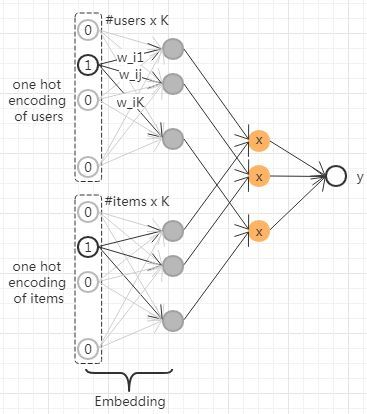 #users x K
0
w_i1
1
w_ij
one hot
encoding
of users
0
w_iK
x
0
x
y
#items x K
0
x
1
one hot
encoding
of items
0
0
Embedding